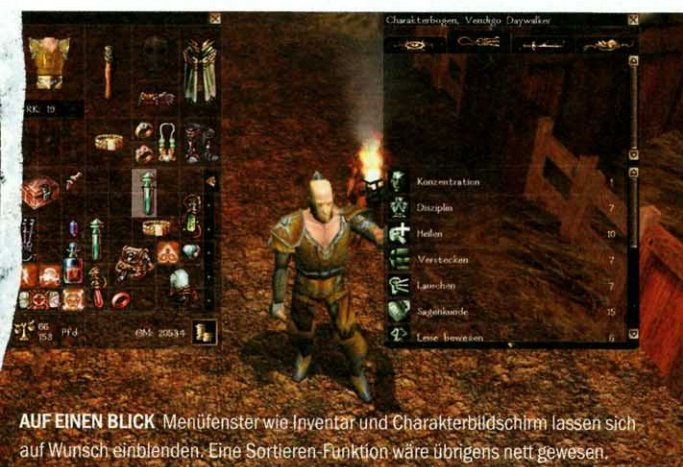 Charakterbogen, Vendigo Daywalker
RK: 19
Konzentration 1
Disziplin 7
Heilen 10
Verstecken 7
Lauschen 7
Sagenkunde 15
Leise bewegen 6
66
153 Pfd
GM: 20534
AUF EINEN BLICK Menüfenster wie Inventar und Charakterbildschirm lassen sich
auf Wunsch einblenden. Eine Sortieren-Funktion wäre übrigens nett gewesen.